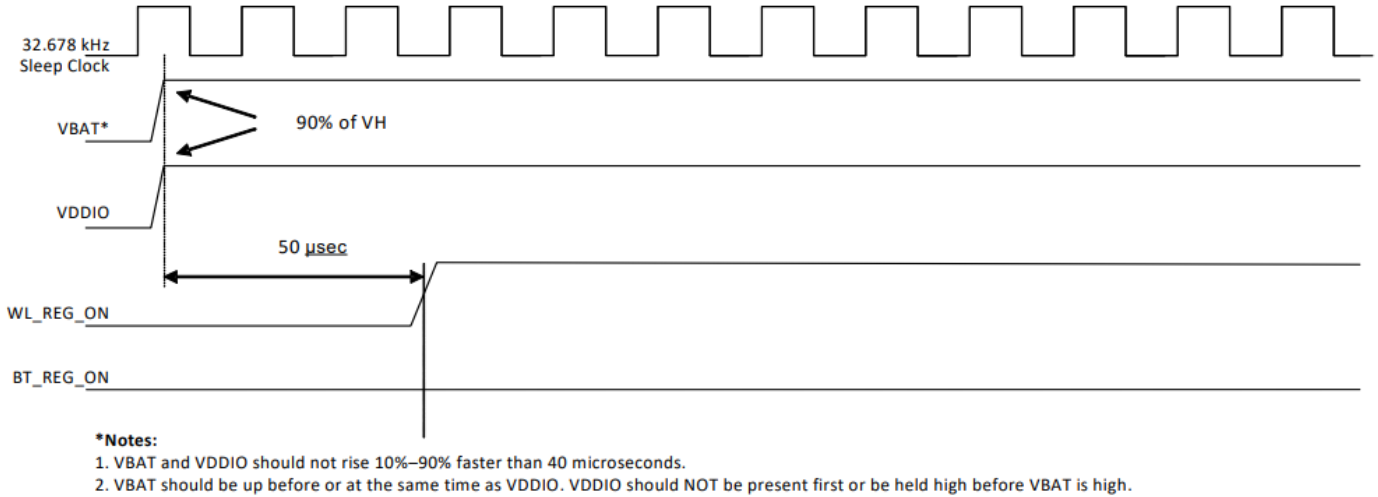 32.678 kHz
Sleep Clock
VBAT*
90% of VH
VDDIO
50 µsec
WL_REG_ON
BT_REG_ON
*Notes:
1. VBAT and VDDIO should not rise 10%–90% faster than 40 microseconds.
2. VBAT should be up before or at the same time as VDDIO. VDDIO should NOT be present first or be held high before VBAT is high.